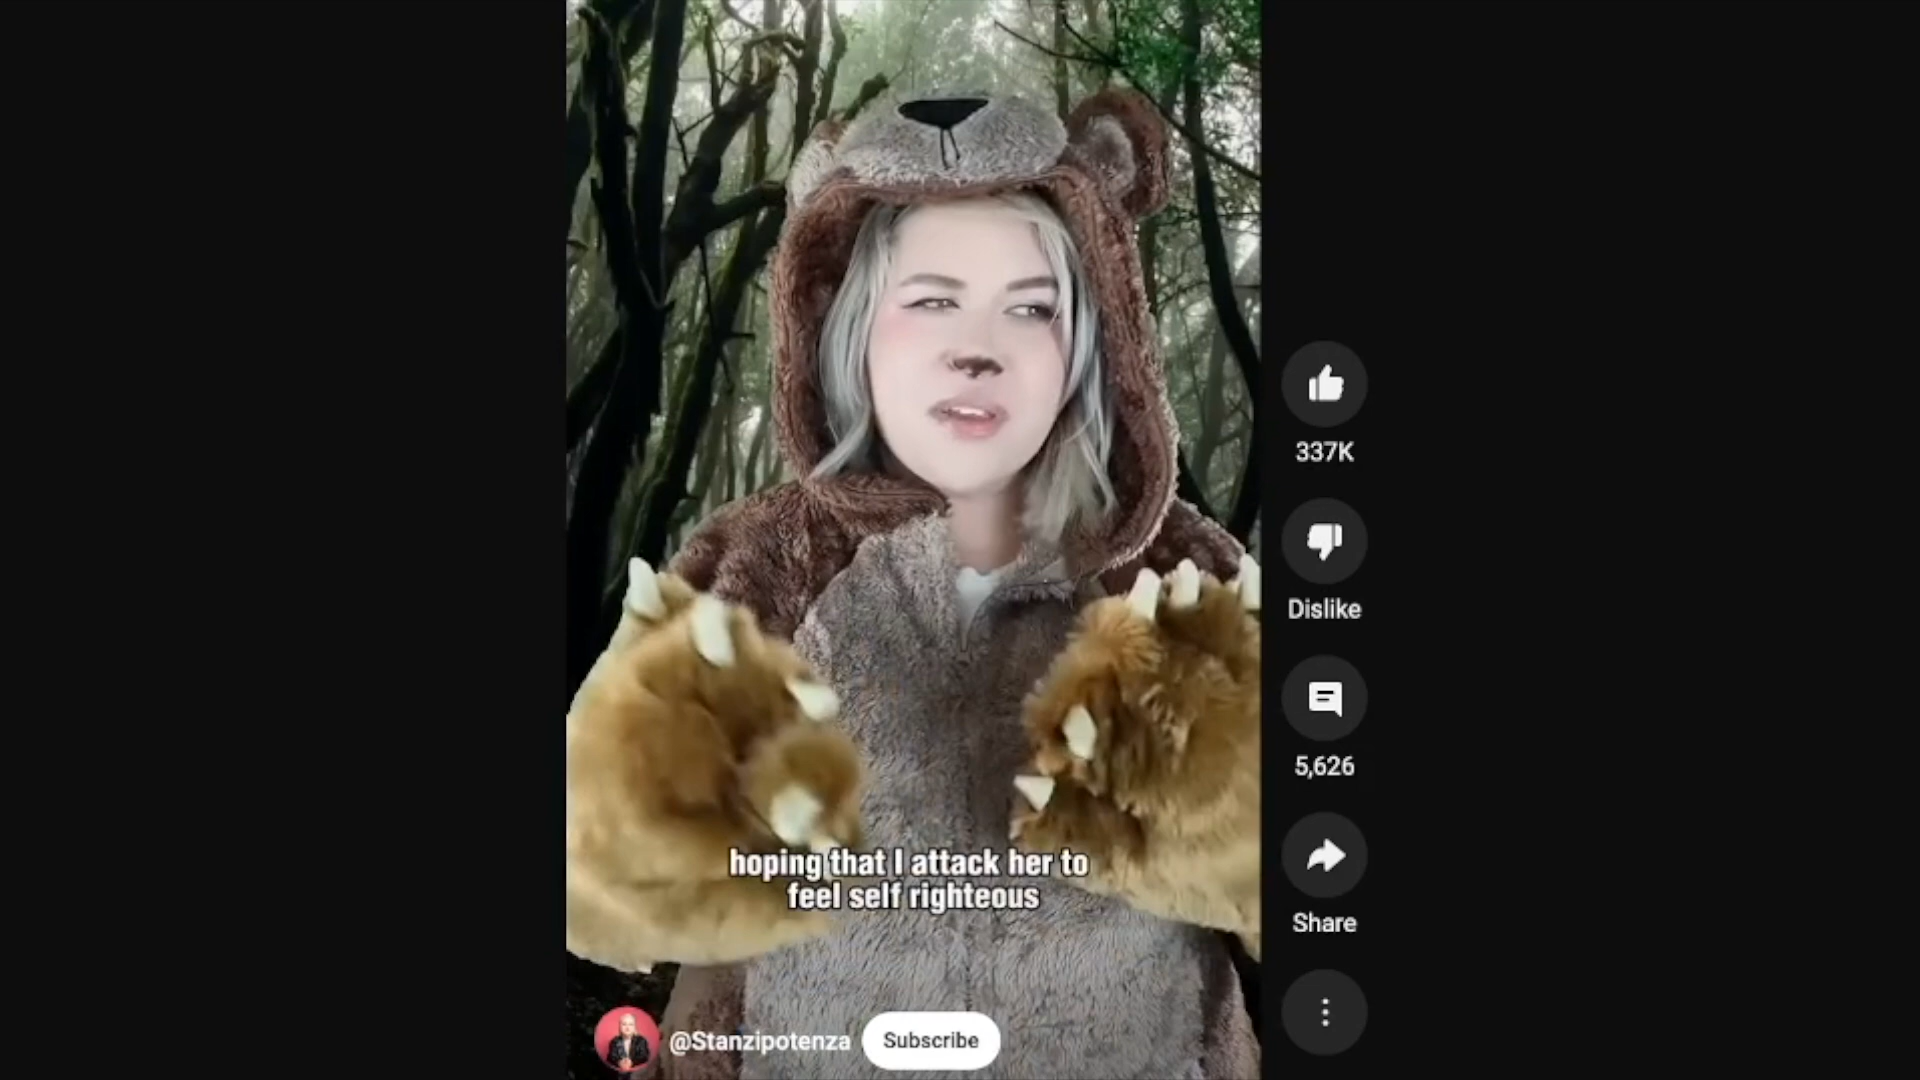 337K
Dislike
5,626
hoping that I attack her to
feel self righteous
Share
@Stanzipotenza
Subscribe